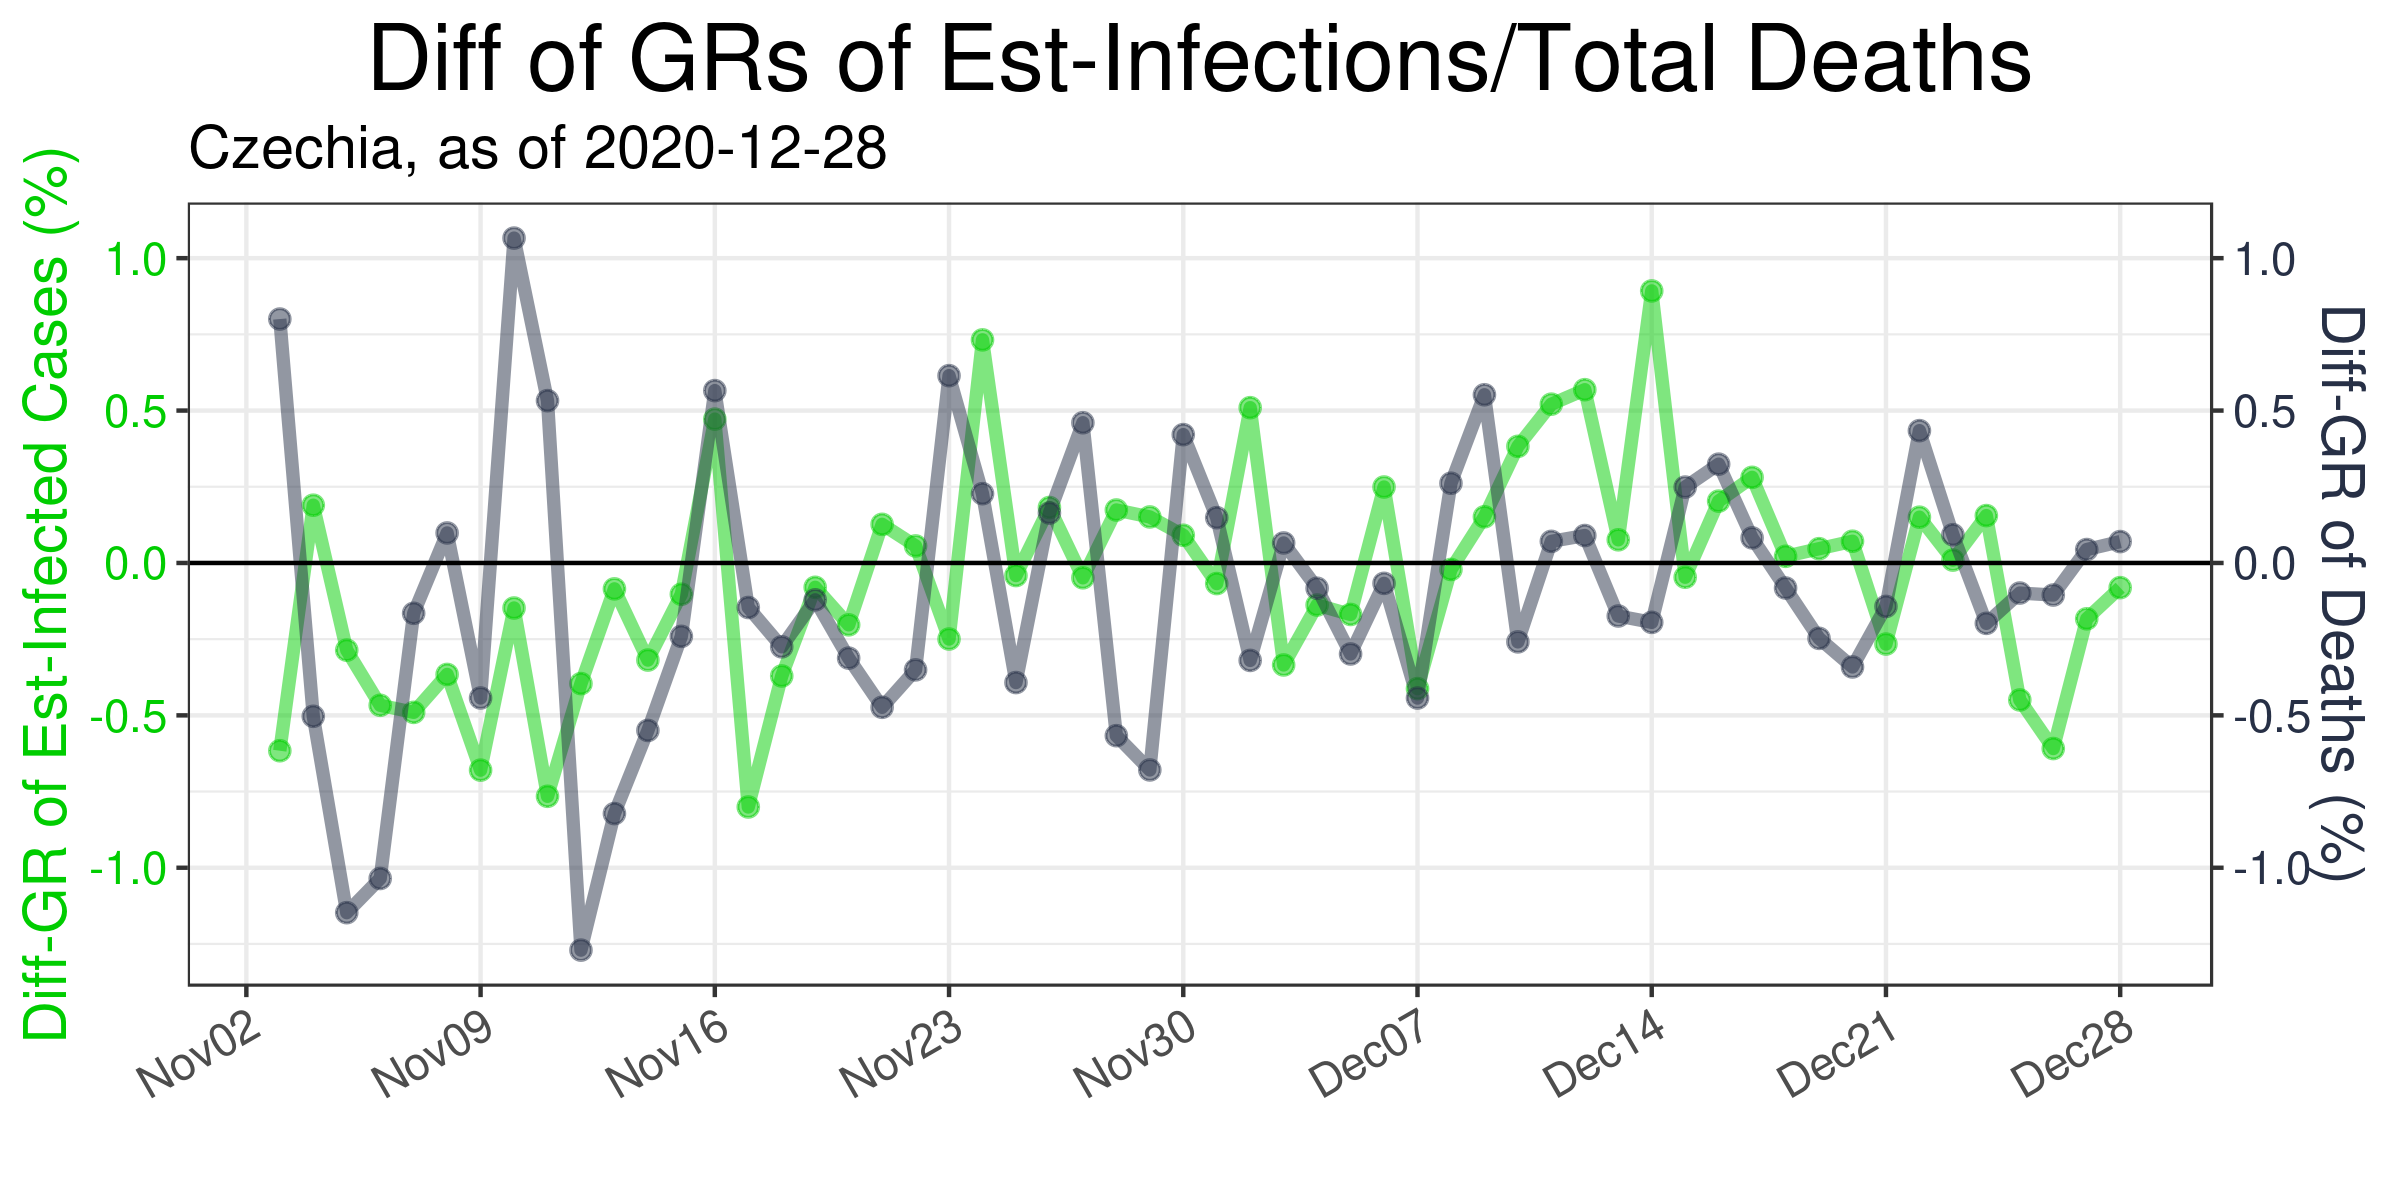 Diff of GRs of Est-Infections/Total Deaths
Czechia, as of 2020-12-28
Diff-GR of Est-Infected Cases (%)
1.0
0.5
0.0
-0.5
-1.0
1.0
0.5
0.0
-0.5
-1.0
Diff-GR of Deaths (%)
Nov02
Nov09
Nov16
Nov23
Nov30
Dec07
Dec14
Dec21
Dec28